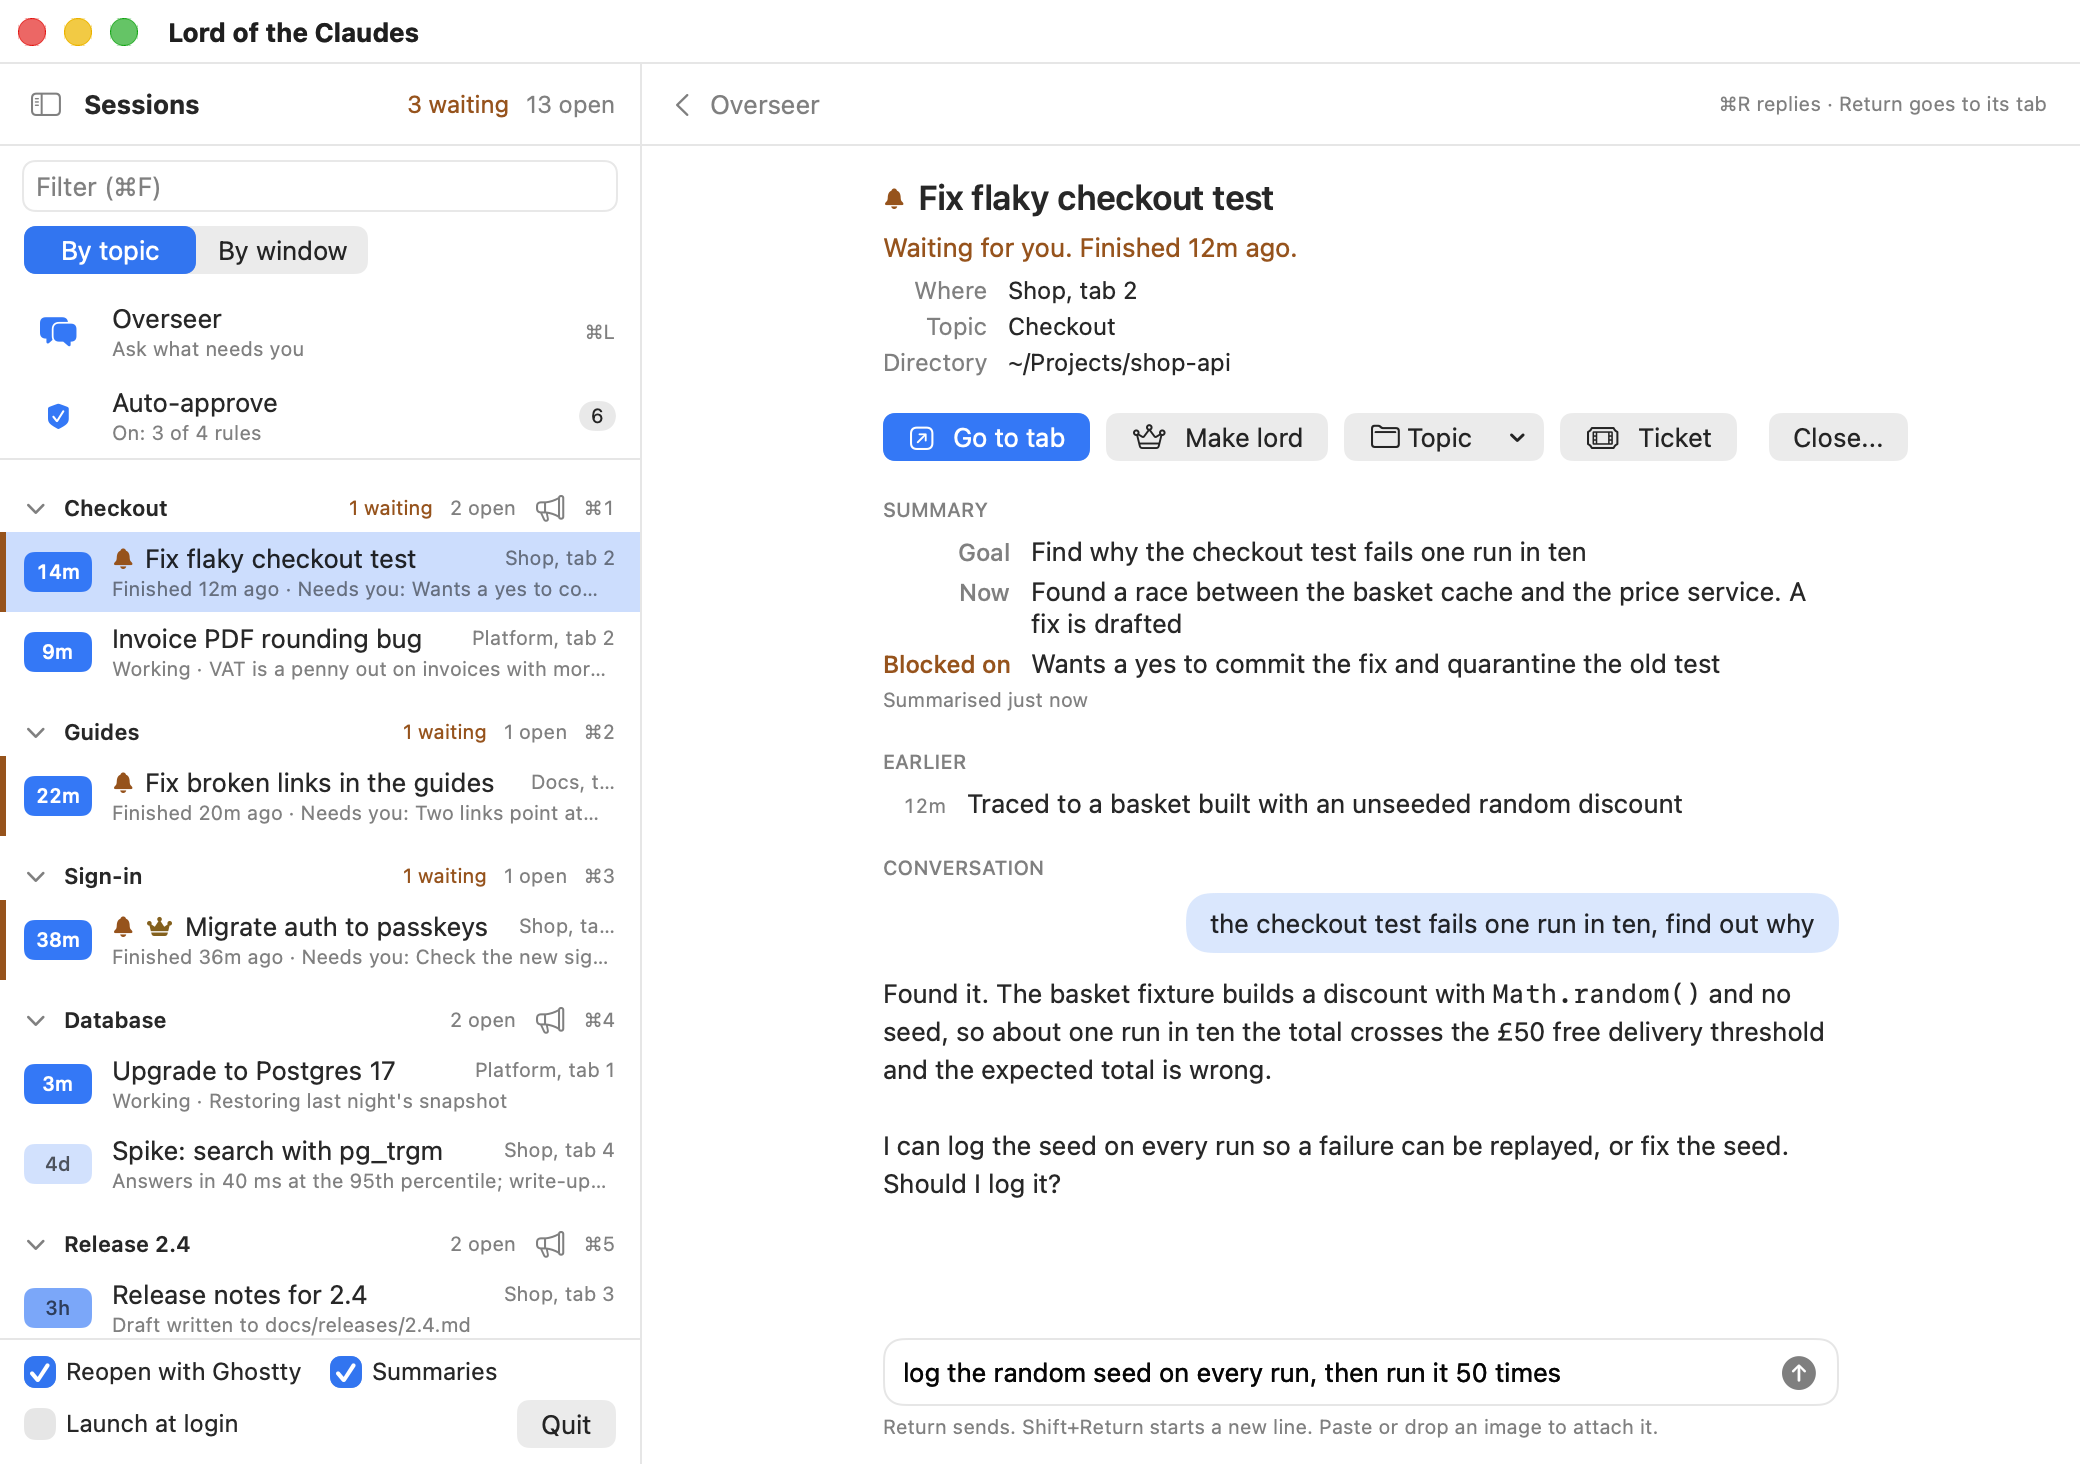 Lord of the Claudes
Sessions
3 waiting 13 open
Filter (⌘F)
By topic
By window
Overseer
Ask what needs you
⌘L
Auto-approve
On: 3 of 4 rules
6
Checkout
1 waiting 2 open ⌘1
14m
Fix flaky checkout test
Shop, tab 2
Finished 12m ago · Needs you: Wants a yes to co...
9m
Invoice PDF rounding bug
Platform, tab 2
Working · VAT is a penny out on invoices with mor...
Guides
1 waiting 1 open ⌘2
22m
Fix broken links in the guides
Docs, t...
Finished 20m ago · Needs you: Two links point at...
Sign-in
1 waiting 1 open ⌘3
38m
Migrate auth to passkeys
Shop, ta...
Finished 36m ago · Needs you: Check the new sig...
Database
2 open ⌘4
3m
Upgrade to Postgres 17
Platform, tab 1
Working · Restoring last night's snapshot
4d
Spike: search with pg_trgm
Shop, tab 4
Answers in 40 ms at the 95th percentile; write-up...
Release 2.4
2 open ⌘5
3h
Release notes for 2.4
Shop, tab 3
Draft written to docs/releases/2.4.md
Reopen with Ghostty
Summaries
Launch at login
Quit
Overseer
⌘R replies · Return goes to its tab
Fix flaky checkout test
Waiting for you. Finished 12m ago.
Where Shop, tab 2
Topic Checkout
Directory ~/Projects/shop-api
Go to tab
Make lord
Topic
Ticket
Close...
SUMMARY
Goal Find why the checkout test fails one run in ten
Now Found a race between the basket cache and the price service. A
fix is drafted
Blocked on Wants a yes to commit the fix and quarantine the old test
Summarised just now
EARLIER
12m Traced to a basket built with an unseeded random discount
CONVERSATION
the checkout test fails one run in ten, find out why
Found it. The basket fixture builds a discount with Math.random() and no
seed, so about one run in ten the total crosses the £50 free delivery threshold
and the expected total is wrong.
I can log the seed on every run so a failure can be replayed, or fix the seed.
Should I log it?
log the random seed on every run, then run it 50 times
Return sends. Shift+Return starts a new line. Paste or drop an image to attach it.